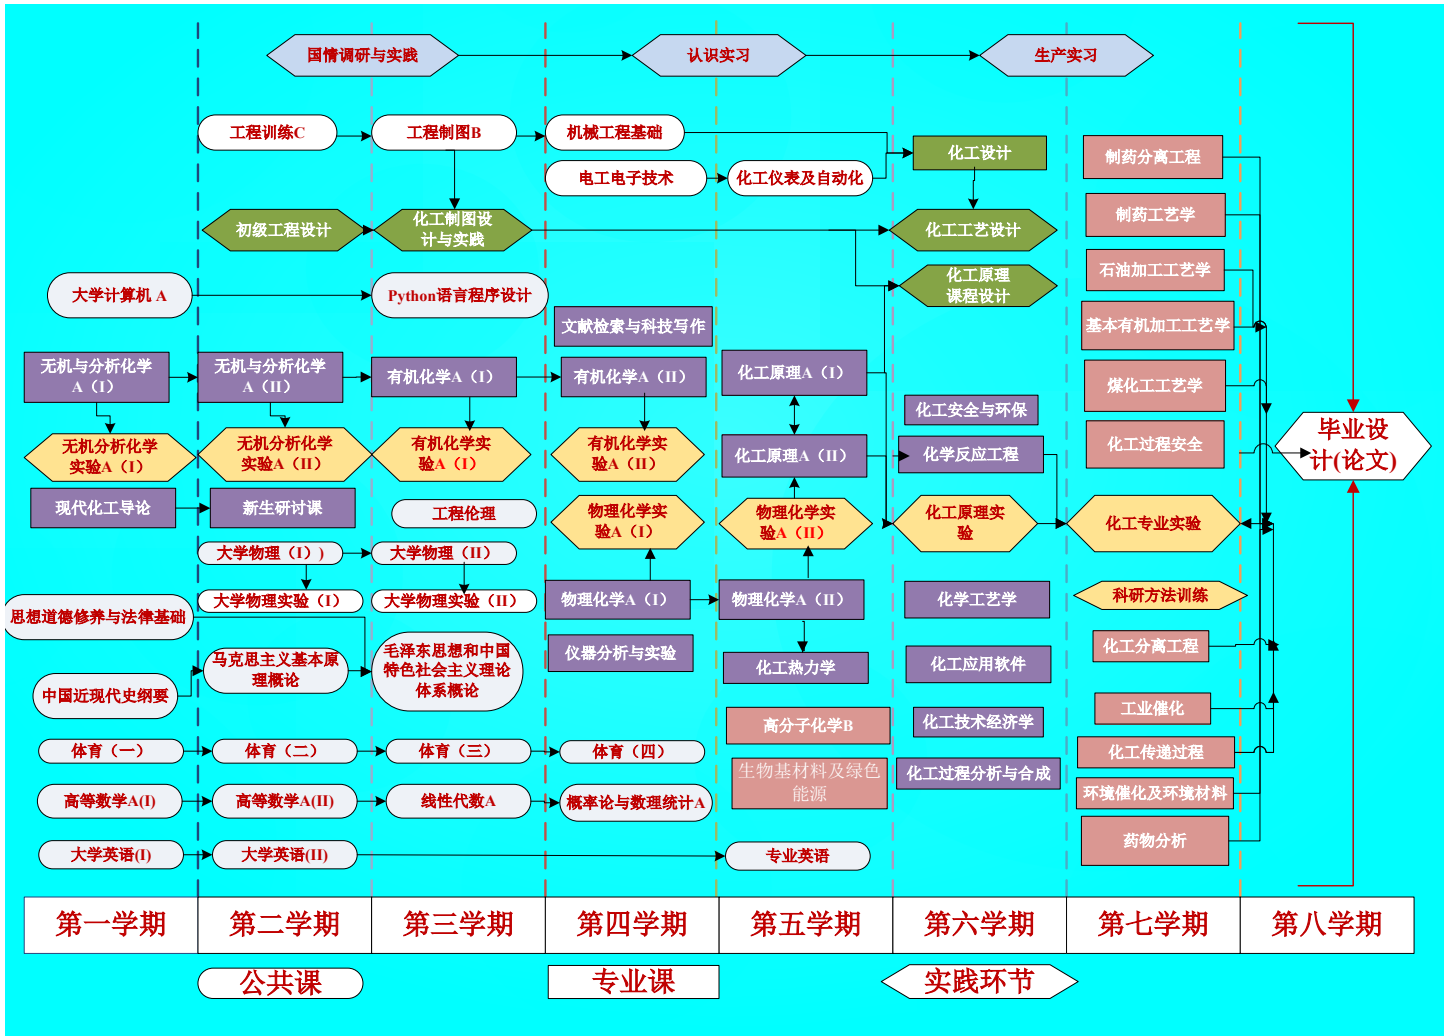 国情调研与实践
认识实习
生产实习
工程训练C
工程制图B
机械工程基础
化工设计
制药分离工程
电工电子技术
化工仪表及自动化
初级工程设计
化工制图设
计与实践
化工工艺设计
制药工艺学
大学计算机 A
Python语言程序设计
化工原理
课程设计
石油加工工艺学
文献检索与科技写作
基本有机加工工艺学
无机与分析化学
A（I）
无机与分析化学
A（II）
有机化学A（I）
有机化学A（II）
化工原理A（I）
煤化工工艺学
化工安全与环保
无机分析化学
实验A（I）
无机分析化学
实验A（II）
有机化学实
验A（I）
有机化学实
验A（II）
化工原理A（II）
化学反应工程
化工过程安全
毕业设
计(论文)
现代化工导论
新生研讨课
工程伦理
物理化学实
验A（I）
物理化学实
验A（II）
化工原理实
验
化工专业实验
大学物理（I））
大学物理（II）
大学物理实验（I）
大学物理实验（II）
物理化学A（I）
物理化学A（II）
化学工艺学
科研方法训练
思想道德修养与法律基础
仪器分析与实验
化工分离工程
马克思主义基本原
理概论
毛泽东思想和中国
特色社会主义理论
体系概论
化工热力学
化工应用软件
中国近现代史纲要
高分子化学B
化工技术经济学
工业催化
体育（一）
体育（二）
体育（三）
体育（四）
化工传递过程
生物基材料及绿色
能源
化工过程分析与合成
高等数学A(I)
高等数学A(II)
线性代数A
概率论与数理统计A
环境催化及环境材料
大学英语(I)
大学英语(II)
专业英语
药物分析
第一学期
第二学期
第三学期
第四学期
第五学期
第六学期
第七学期
第八学期
公共课
专业课
实践环节